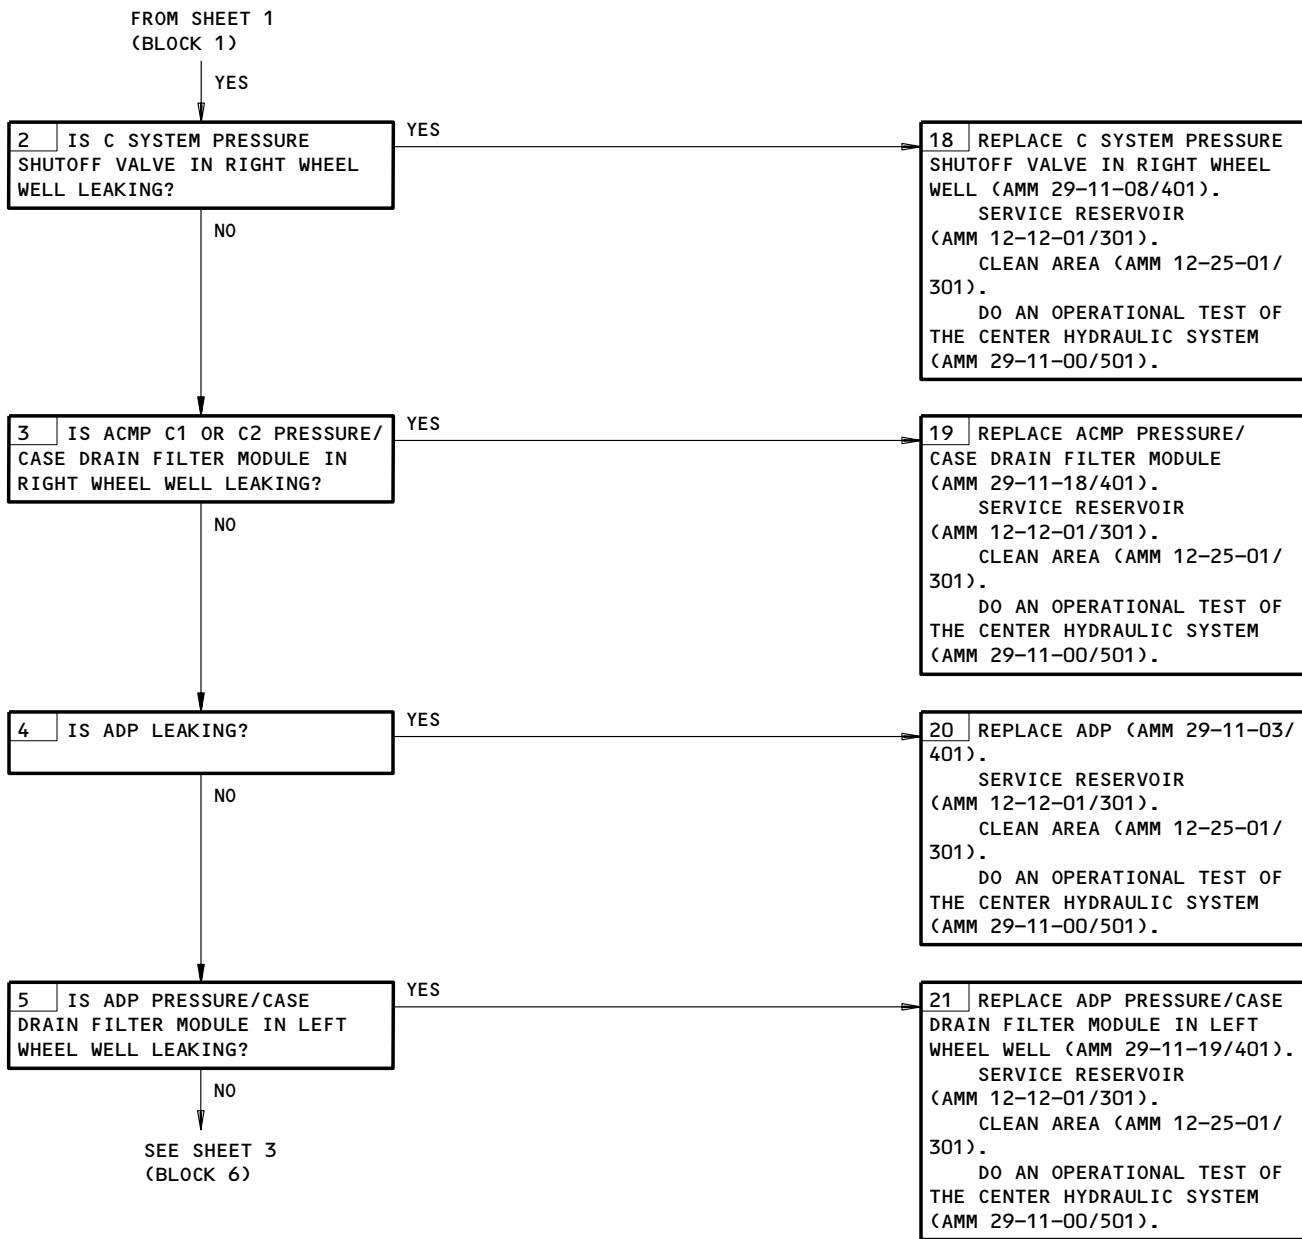 FROM SHEET 1
(BLOCK 1)
YES
2 IS C SYSTEM PRESSURE
SHUTOFF VALVE IN RIGHT WHEEL
WELL LEAKING?
YES
18 REPLACE C SYSTEM PRESSURE
SHUTOFF VALVE IN RIGHT WHEEL
WELL (AMM 29-11-08/401).
SERVICE RESERVOIR
(AMM 12-12-01/301).
CLEAN AREA (AMM 12-25-01/
301).
DO AN OPERATIONAL TEST OF
THE CENTER HYDRAULIC SYSTEM
(AMM 29-11-00/501).
NO
3 IS ACMP C1 OR C2 PRESSURE/
CASE DRAIN FILTER MODULE IN
RIGHT WHEEL WELL LEAKING?
YES
19 REPLACE ACMP PRESSURE/
CASE DRAIN FILTER MODULE
(AMM 29-11-18/401).
SERVICE RESERVOIR
(AMM 12-12-01/301).
CLEAN AREA (AMM 12-25-01/
301).
DO AN OPERATIONAL TEST OF
THE CENTER HYDRAULIC SYSTEM
(AMM 29-11-00/501).
NO
4 IS ADP LEAKING?
YES
20 REPLACE ADP (AMM 29-11-03/
401).
SERVICE RESERVOIR
(AMM 12-12-01/301).
CLEAN AREA (AMM 12-25-01/
301).
DO AN OPERATIONAL TEST OF
THE CENTER HYDRAULIC SYSTEM
(AMM 29-11-00/501).
NO
5 IS ADP PRESSURE/CASE
DRAIN FILTER MODULE IN LEFT
WHEEL WELL LEAKING?
YES
21 REPLACE ADP PRESSURE/CASE
DRAIN FILTER MODULE IN LEFT
WHEEL WELL (AMM 29-11-19/401).
SERVICE RESERVOIR
(AMM 12-12-01/301).
CLEAN AREA (AMM 12-25-01/
301).
DO AN OPERATIONAL TEST OF
THE CENTER HYDRAULIC SYSTEM
(AMM 29-11-00/501).
NO
SEE SHEET 3
(BLOCK 6)